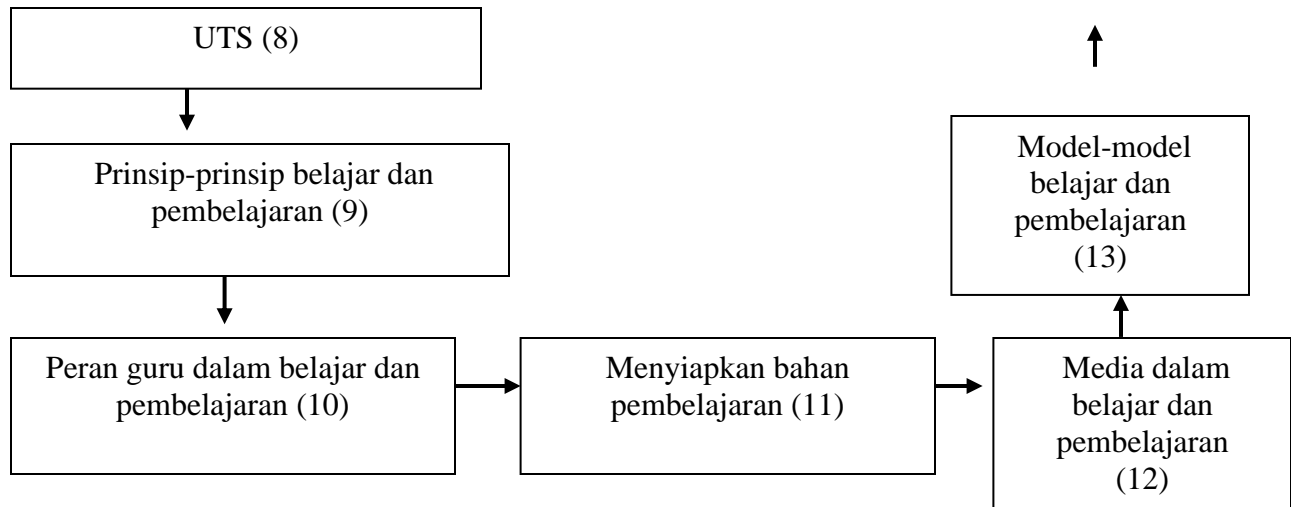 UTS (8)
Prinsip-prinsip belajar dan
pembelajaran (9)
Peran guru dalam belajar dan
pembelajaran (10)
Menyiapkan bahan
pembelajaran (11)
Media dalam
belajar dan
pembelajaran
(12)
Model-model
belajar dan
pembelajaran
(13)